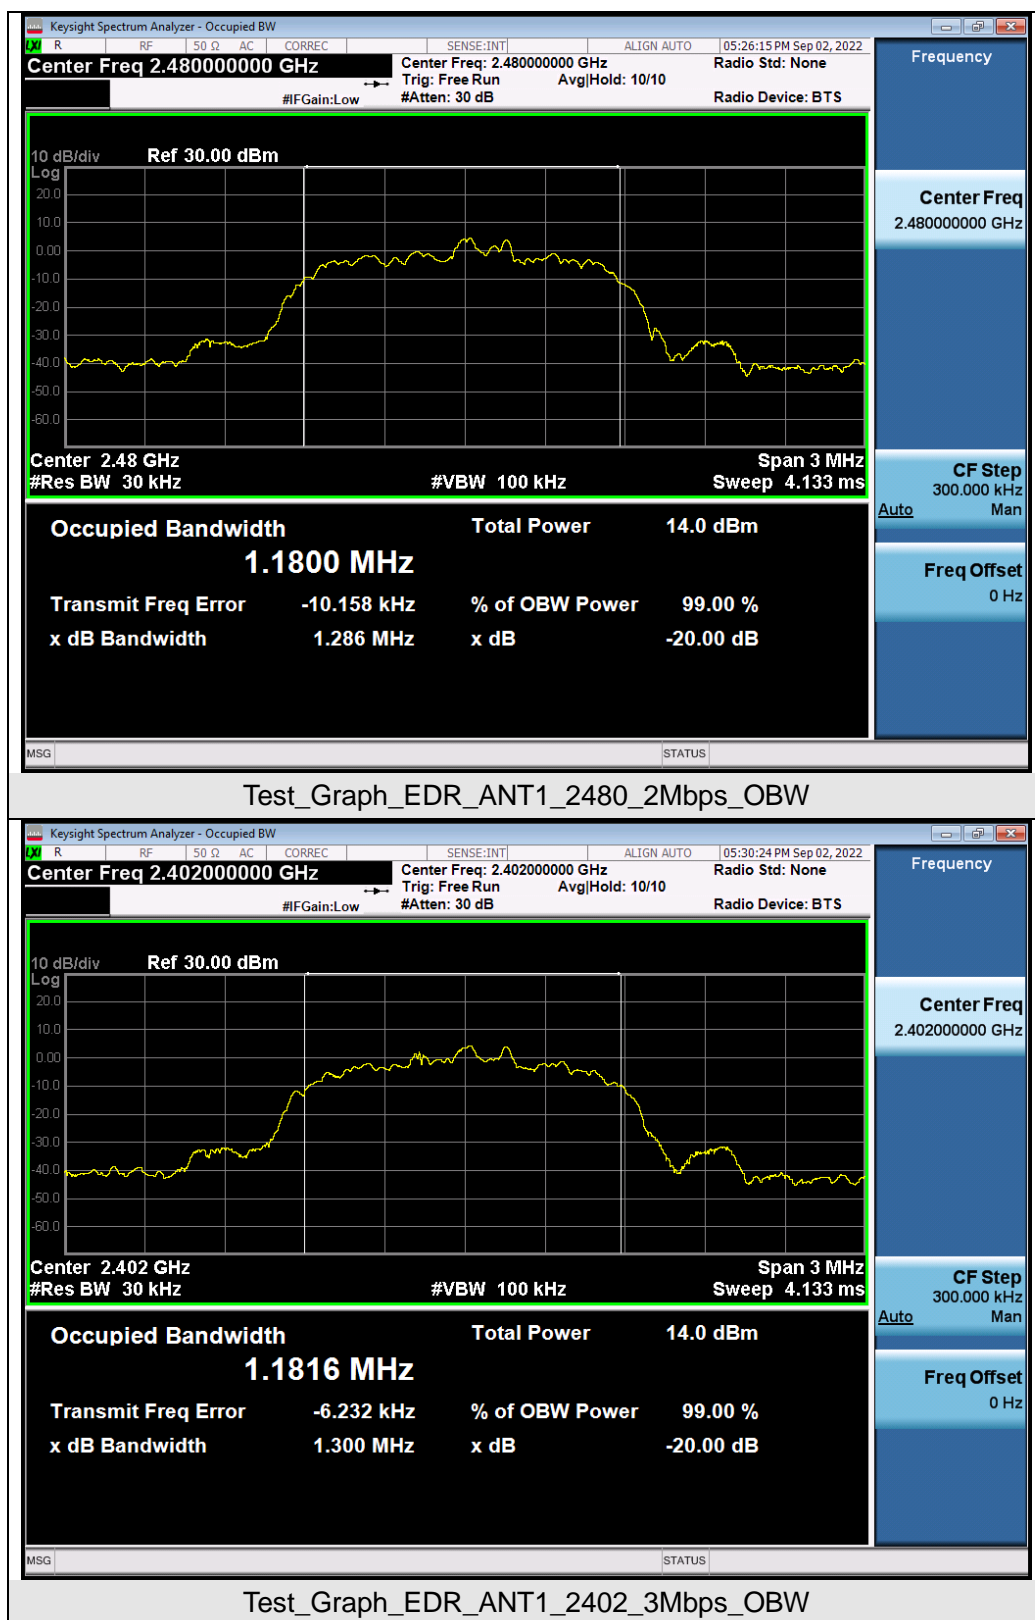 Keysight Spectrum Analyzer - Occupied BW
LXI R RF 50 Ω AC CORREC SENSE:INT ALIGN AUTO 05:26:15 PM Sep 02, 2022
Center Freq 2.480000000 GHz
Center Freq: 2.480000000 GHz
Radio Std: None
Trig: Free Run Avg|Hold: 10/10
#IFGain:Low #Atten: 30 dB Radio Device: BTS
10 dB/div Ref 30.00 dBm
Log
20.0
10.0
0.00
-10.0
-20.0
-30.0
-40.0
-50.0
-60.0
Center 2.48 GHz Span 3 MHz
#Res BW 30 kHz #VBW 100 kHz Sweep 4.133 ms
Occupied Bandwidth Total Power 14.0 dBm
1.1800 MHz
Transmit Freq Error -10.158 kHz % of OBW Power 99.00 %
x dB Bandwidth 1.286 MHz x dB -20.00 dB
MSG STATUS
Frequency
Center Freq
2.480000000 GHz
CF Step
300.000 kHz
Auto Man
Freq Offset
0 Hz
Test_Graph_EDR_ANT1_2480_2Mbps_OBW
Keysight Spectrum Analyzer - Occupied BW
LXI R RF 50 Ω AC CORREC SENSE:INT ALIGN AUTO 05:30:24 PM Sep 02, 2022
Center Freq 2.402000000 GHz
Center Freq: 2.402000000 GHz
Radio Std: None
Trig: Free Run Avg|Hold: 10/10
#IFGain:Low #Atten: 30 dB Radio Device: BTS
10 dB/div Ref 30.00 dBm
Log
20.0
10.0
0.00
-10.0
-20.0
-30.0
-40.0
-50.0
-60.0
Center 2.402 GHz Span 3 MHz
#Res BW 30 kHz #VBW 100 kHz Sweep 4.133 ms
Occupied Bandwidth Total Power 14.0 dBm
1.1816 MHz
Transmit Freq Error -6.232 kHz % of OBW Power 99.00 %
x dB Bandwidth 1.300 MHz x dB -20.00 dB
MSG STATUS
Frequency
Center Freq
2.402000000 GHz
CF Step
300.000 kHz
Auto Man
Freq Offset
0 Hz
Test_Graph_EDR_ANT1_2402_3Mbps_OBW